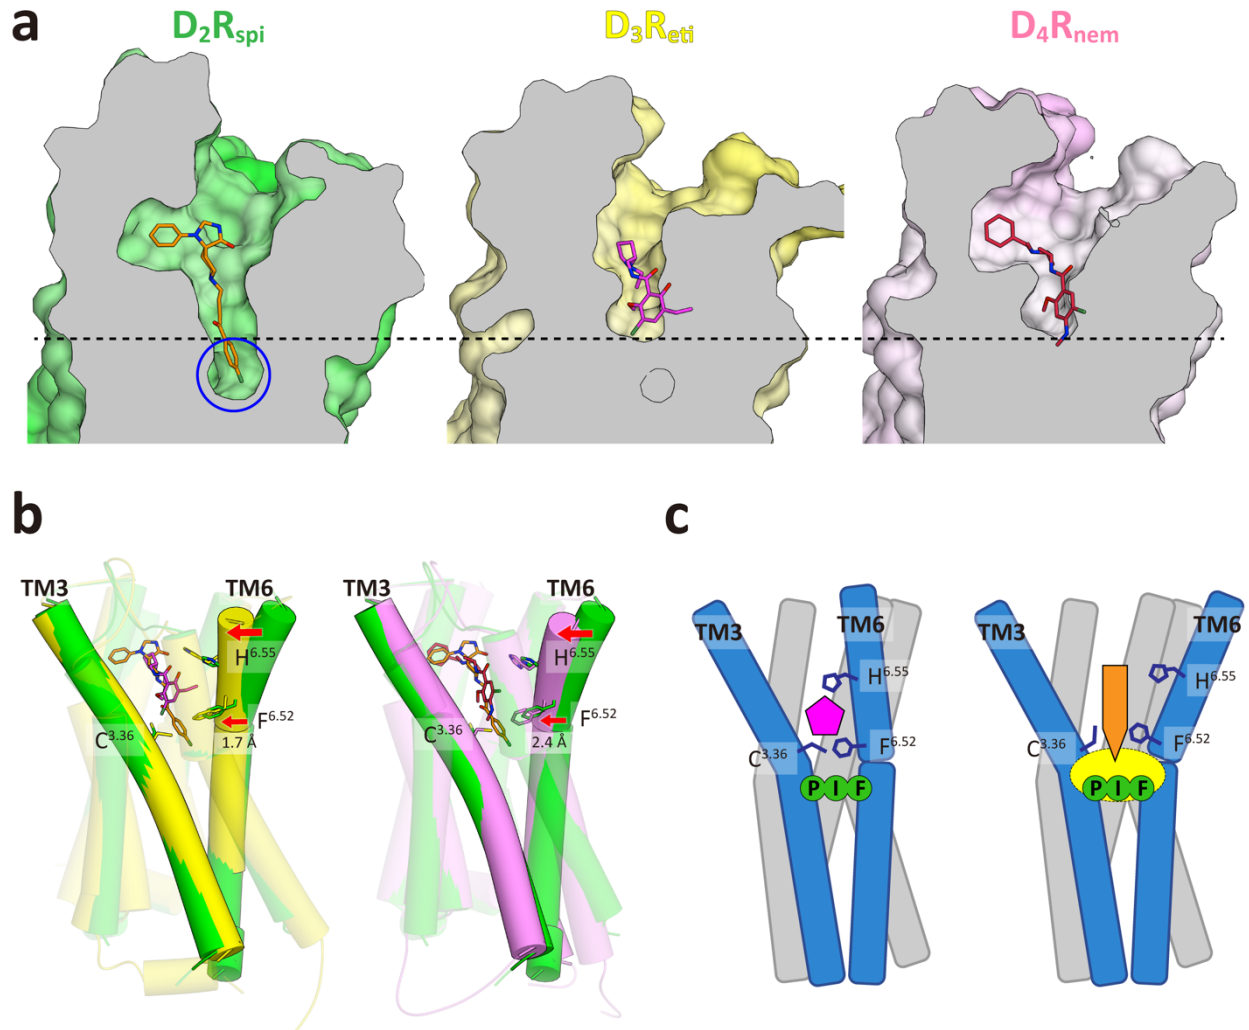 a
D₂Rspi
D₃Reti
D₄Rnem
b
c
TM3
TM6
TM3
TM6
H⁶·⁵⁵
H⁶·⁵⁵
C³·³⁶
F⁶·⁵²
1.7 Å
C³·³⁶
F⁶·⁵²
2.4 Å
TM3
TM6
H⁶·⁵⁵
C³·³⁶
F⁶·⁵²
P I F
TM3
TM6
H⁶·⁵⁵
C³·³⁶
F⁶·⁵²
P I F